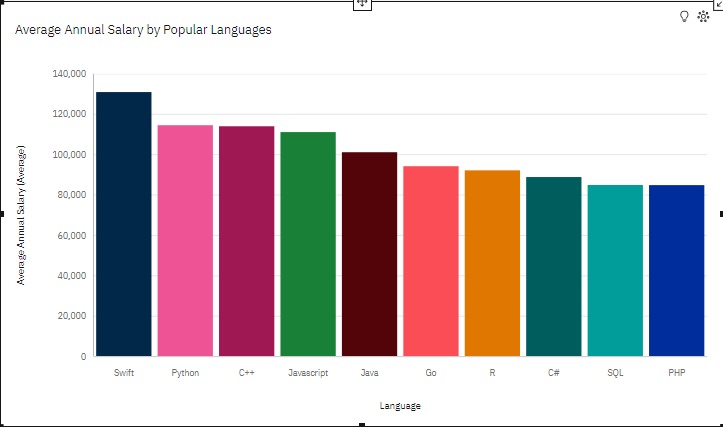 Average Annual Salary by Popular Languages
Average Annual Salary (Average)
140,000
120,000
100,000
80,000
60,000
40,000
20,000
0
Swift Python C++ Javascript Java Go R C# SQL PHP
Language